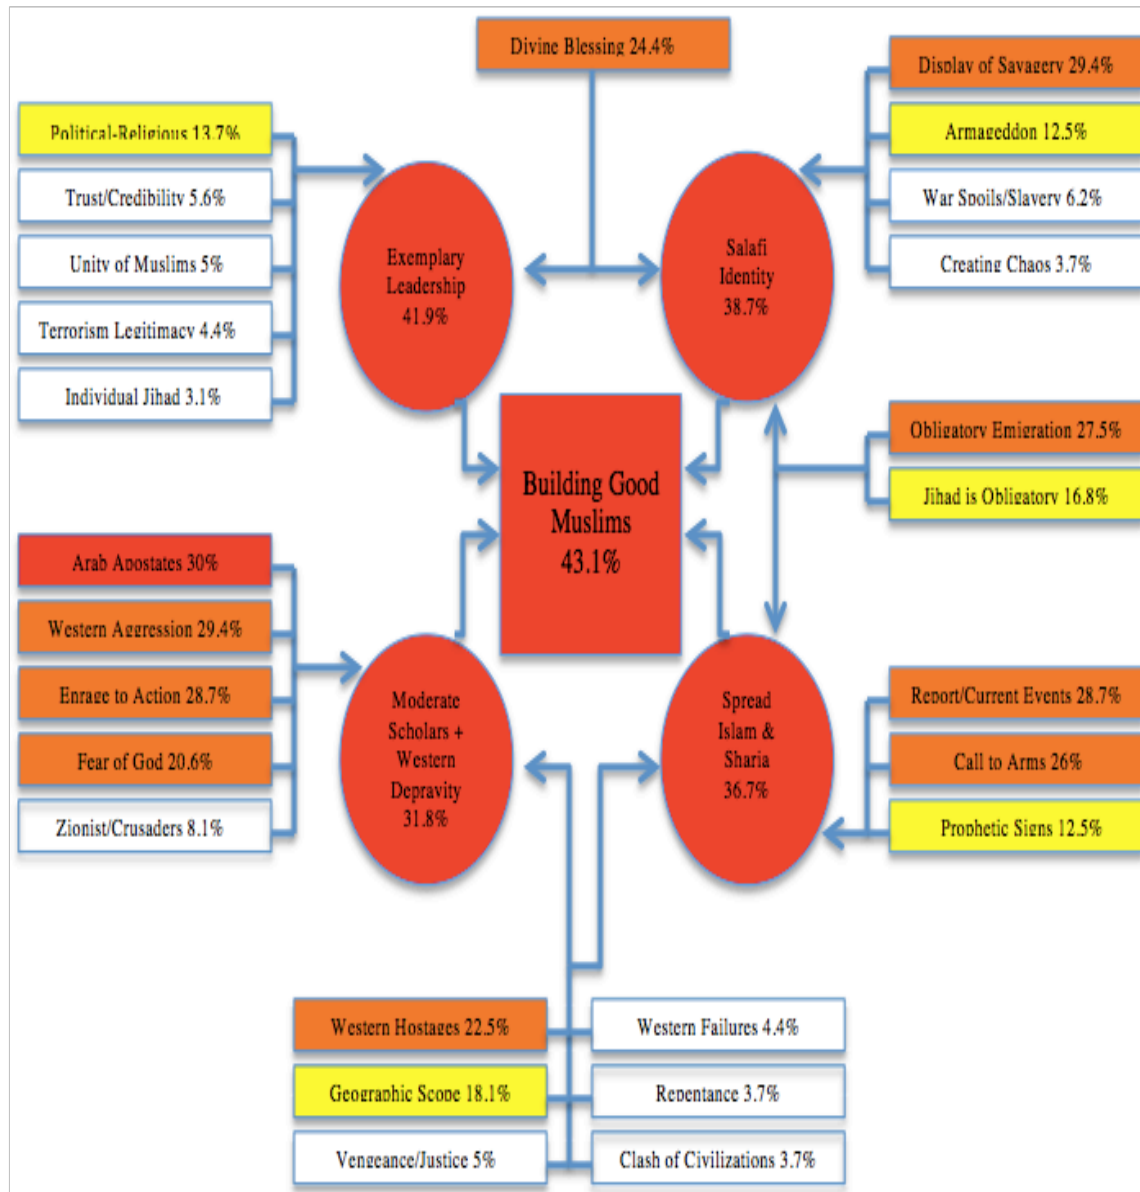 Divine Blessing 24.4%
Display of Savagery 29.4%
Armageddon 12.5%
War Spoils/Slavery 6.2%
Creating Chaos 3.7%
Political-Religious 13.7%
Trust/Credibility 5.6%
Unity of Muslims 5%
Terrorism Legitimacy 4.4%
Individual Jihad 3.1%
Exemplary
Leadership
41.9%
Salafi
Identity
38.7%
Obligatory Emigration 27.5%
Jihad is Obligatory 16.8%
Building Good
Muslims
43.1%
Arab Apostates 30%
Western Aggression 29.4%
Enrage to Action 28.7%
Fear of God 20.6%
Zionist/Crusaders 8.1%
Moderate
Scholars +
Western
Depravity
31.8%
Spread
Islam &
Sharia
36.7%
Report/Current Events 28.7%
Call to Arms 26%
Prophetic Signs 12.5%
Western Hostages 22.5%
Geographic Scope 18.1%
Vengeance/Justice 5%
Western Failures 4.4%
Repentance 3.7%
Clash of Civilizations 3.7%